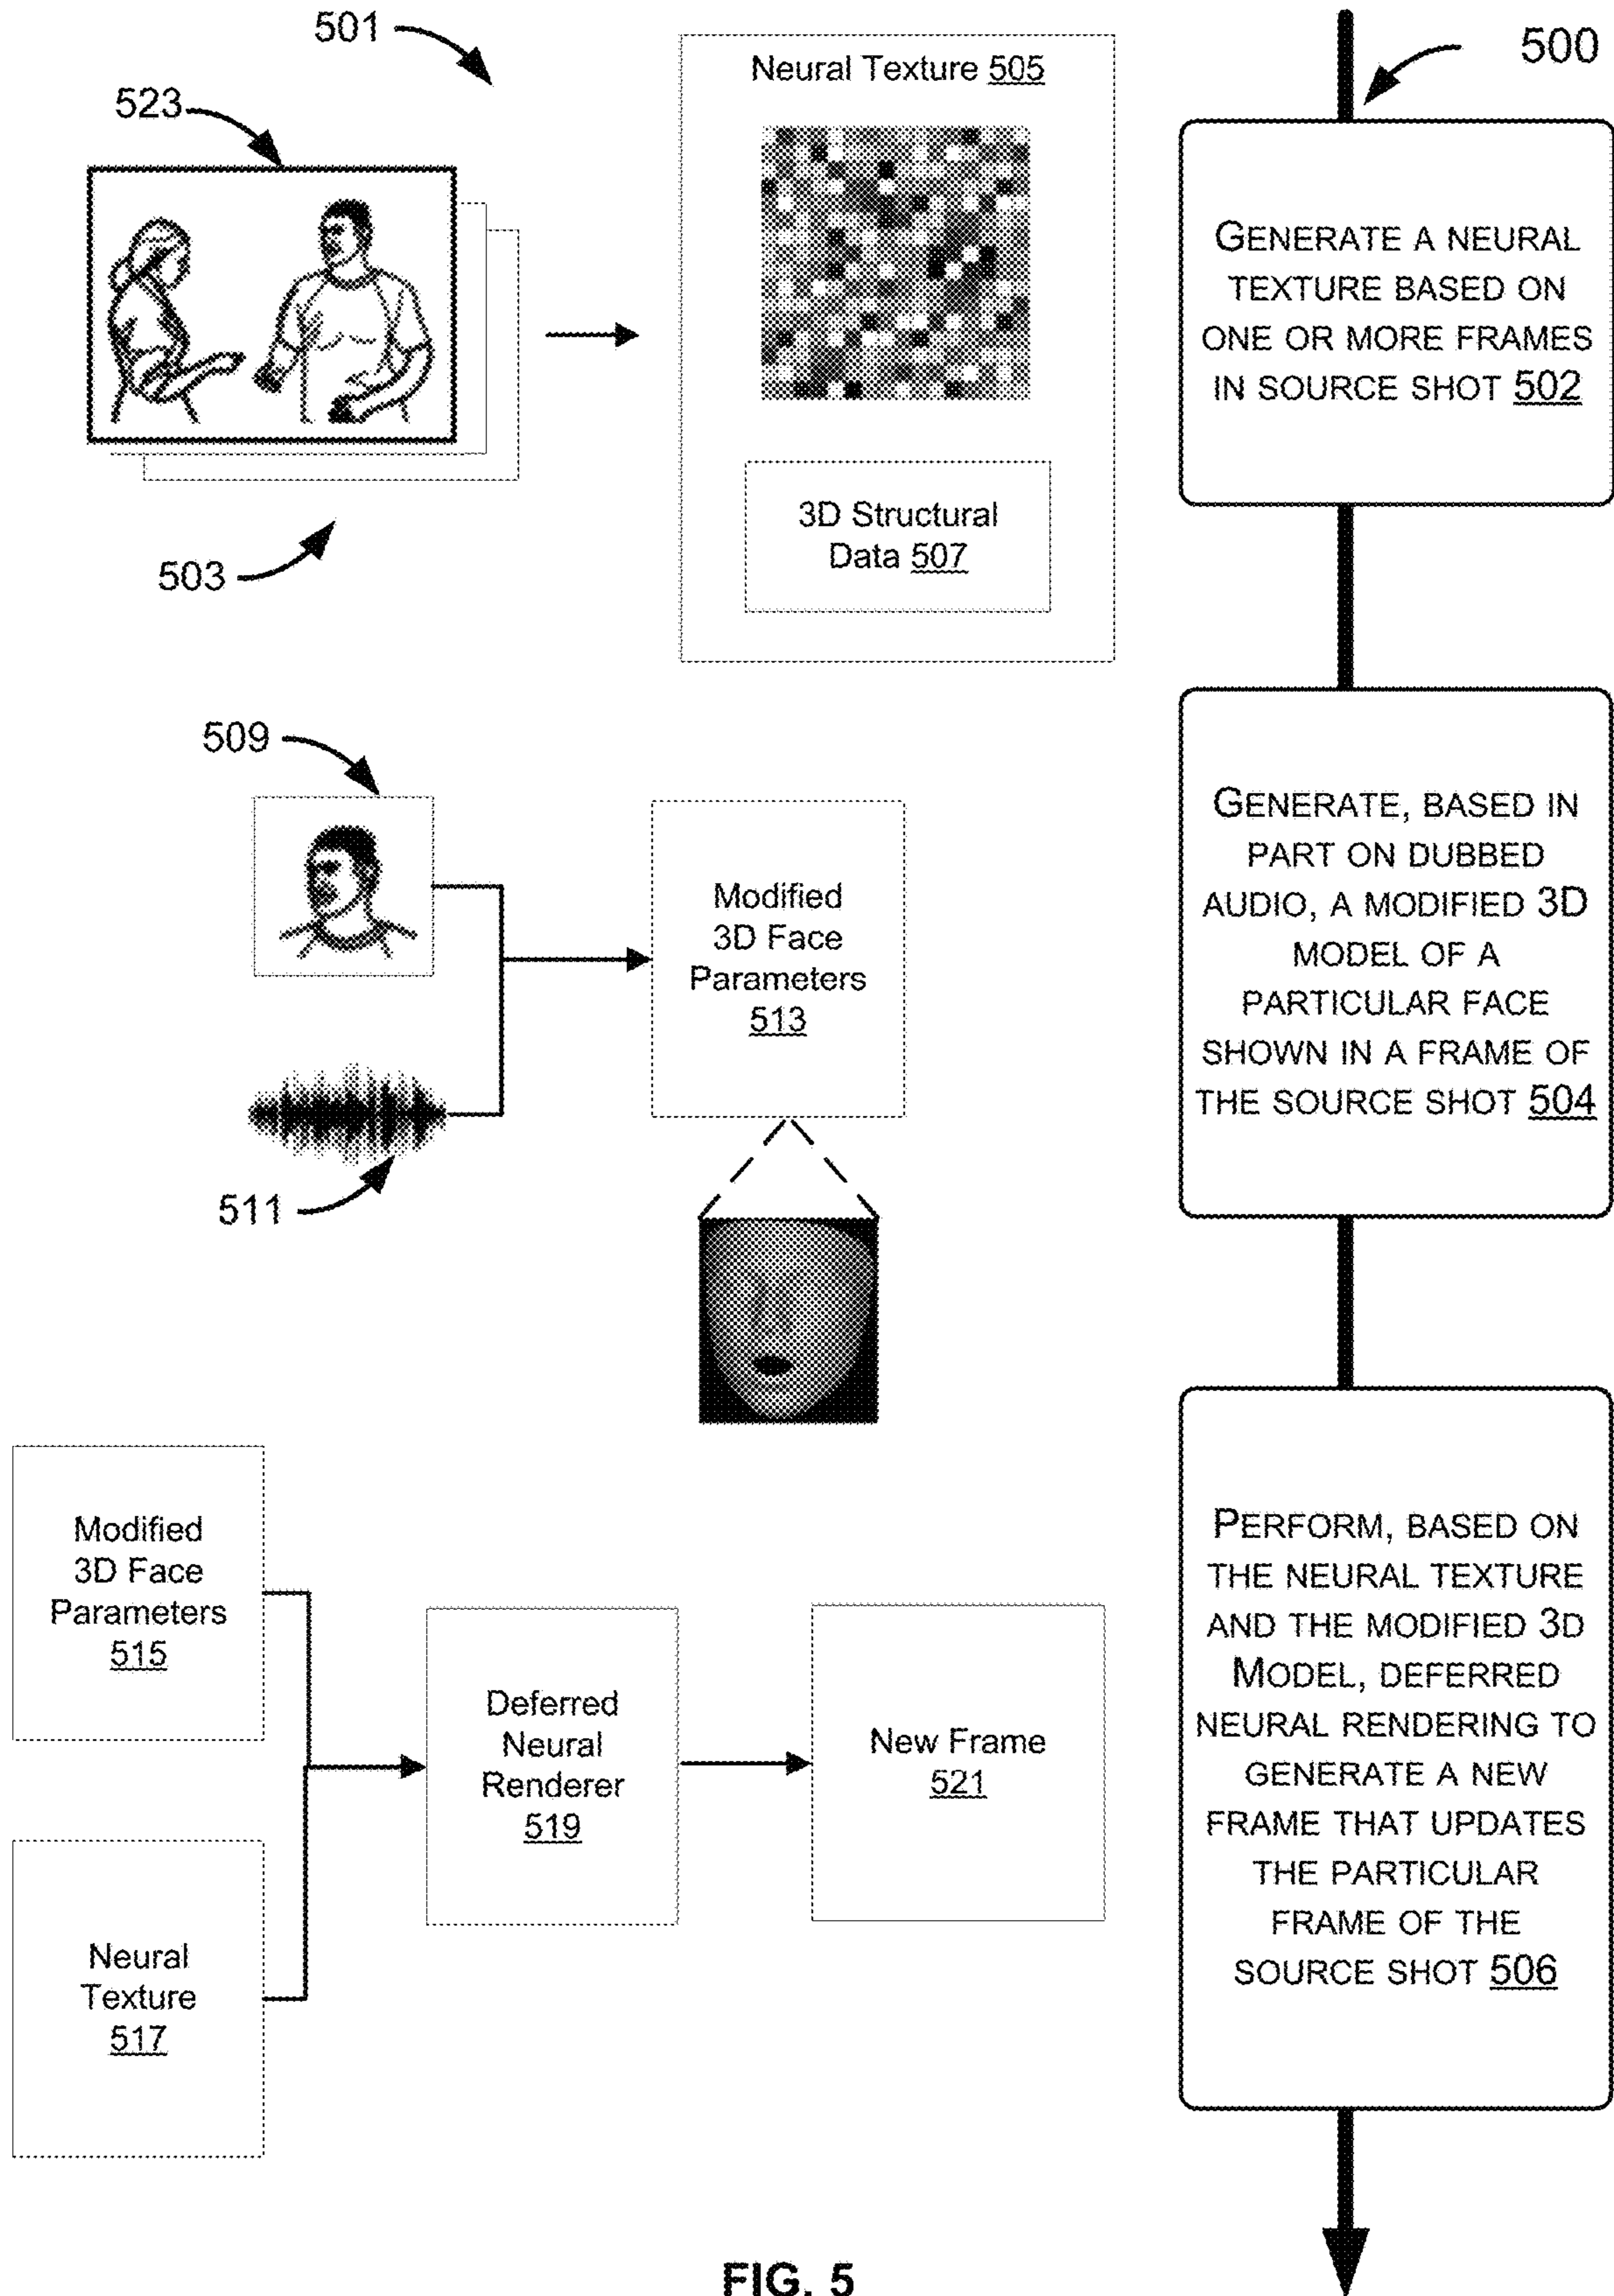 501
500
523
Neural Texture 505
3D Structural
Data 507
503
GENERATE A NEURAL
TEXTURE BASED ON
ONE OR MORE FRAMES
IN SOURCE SHOT 502
509
Modified
3D Face
Parameters
513
511
GENERATE, BASED IN
PART ON DUBBED
AUDIO, A MODIFIED 3D
MODEL OF A
PARTICULAR FACE
SHOWN IN A FRAME OF
THE SOURCE SHOT 504
Modified
3D Face
Parameters
515
Neural
Texture
517
Deferred
Neural
Renderer
519
New Frame
521
PERFORM, BASED ON
THE NEURAL TEXTURE
AND THE MODIFIED 3D
MODEL, DEFERRED
NEURAL RENDERING TO
GENERATE A NEW
FRAME THAT UPDATES
THE PARTICULAR
FRAME OF THE
SOURCE SHOT 506
FIG. 5